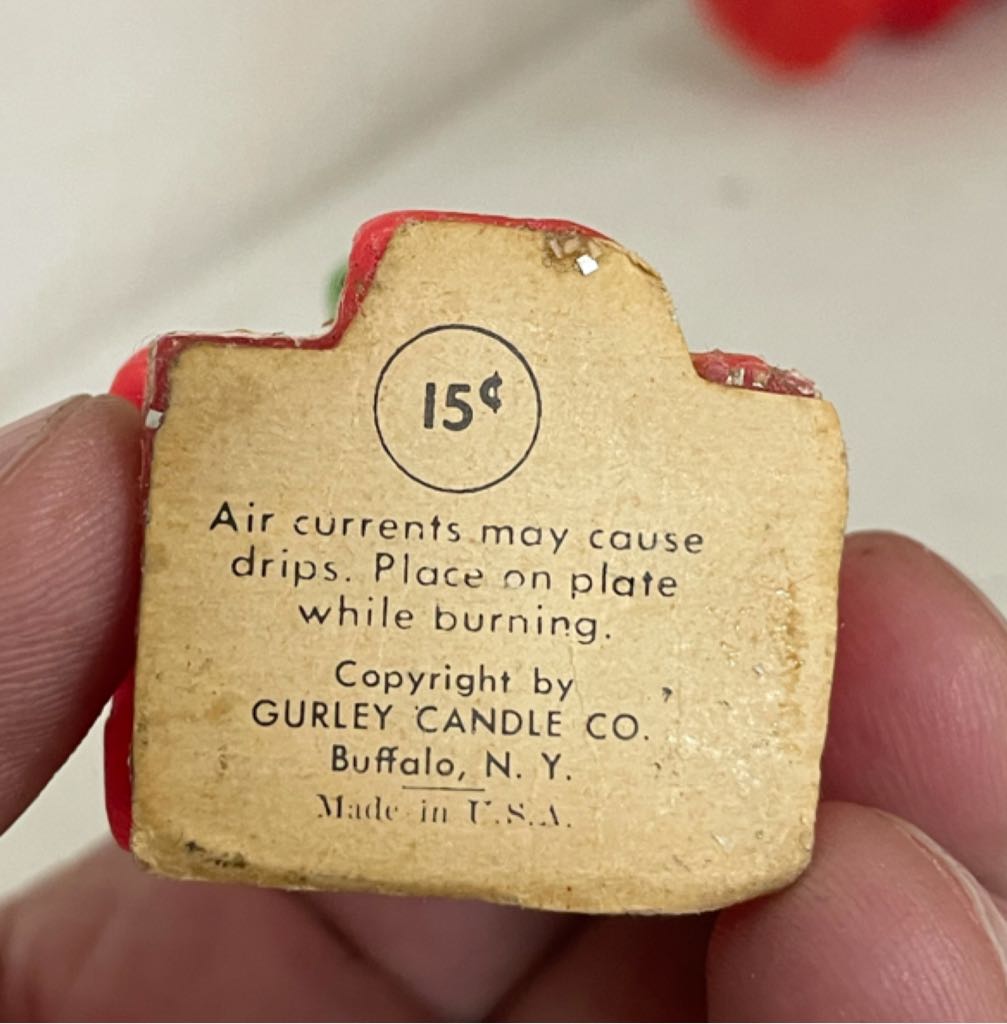 15¢
Air currents may cause
drips. Place on plate
while burning.
Copyright by
GURLEY CANDLE CO.
Buffalo, N. Y.
Made in U.S.A.